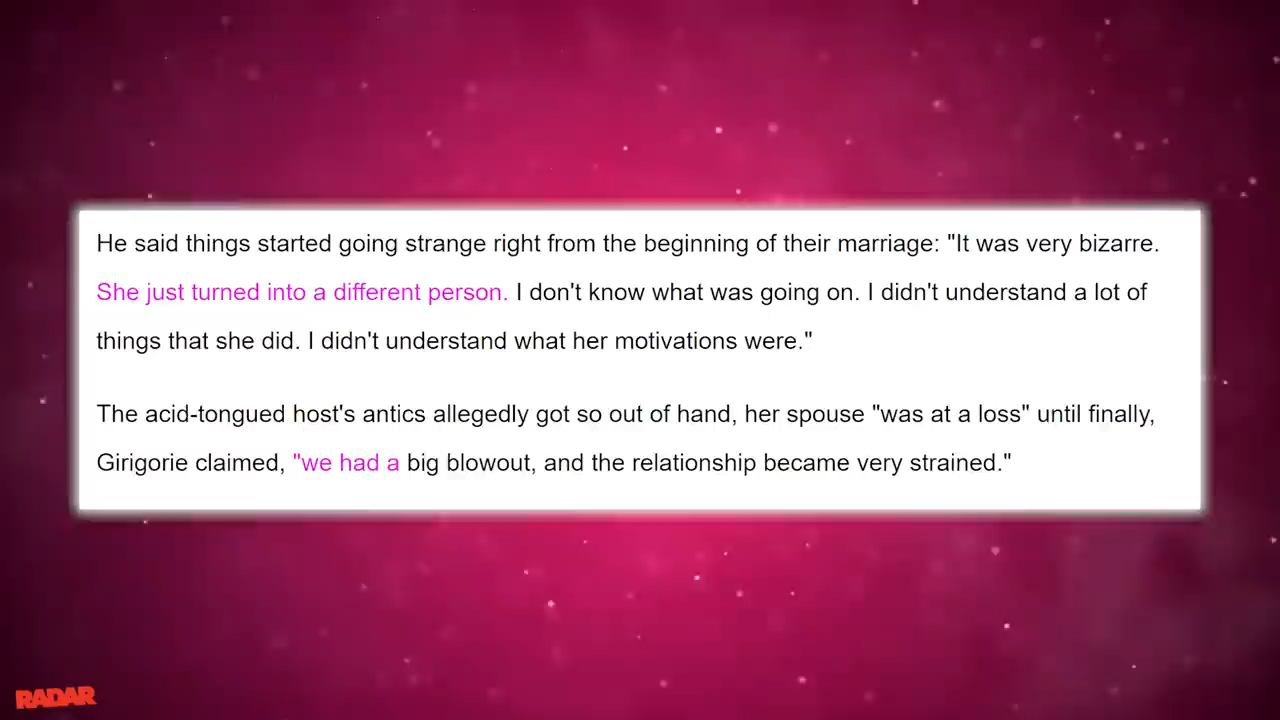 He said things started going strange right from the beginning of their marriage: "It was very bizarre.
She just turned into a different person. I don't know what was going on. I didn't understand a lot of
things that she did. I didn't understand what her motivations were."
The acid-tongued host's antics allegedly got so out of hand, her spouse "was at a loss" until finally,
Girigorie claimed, "we had a big blowout, and the relationship became very strained."
RADAR